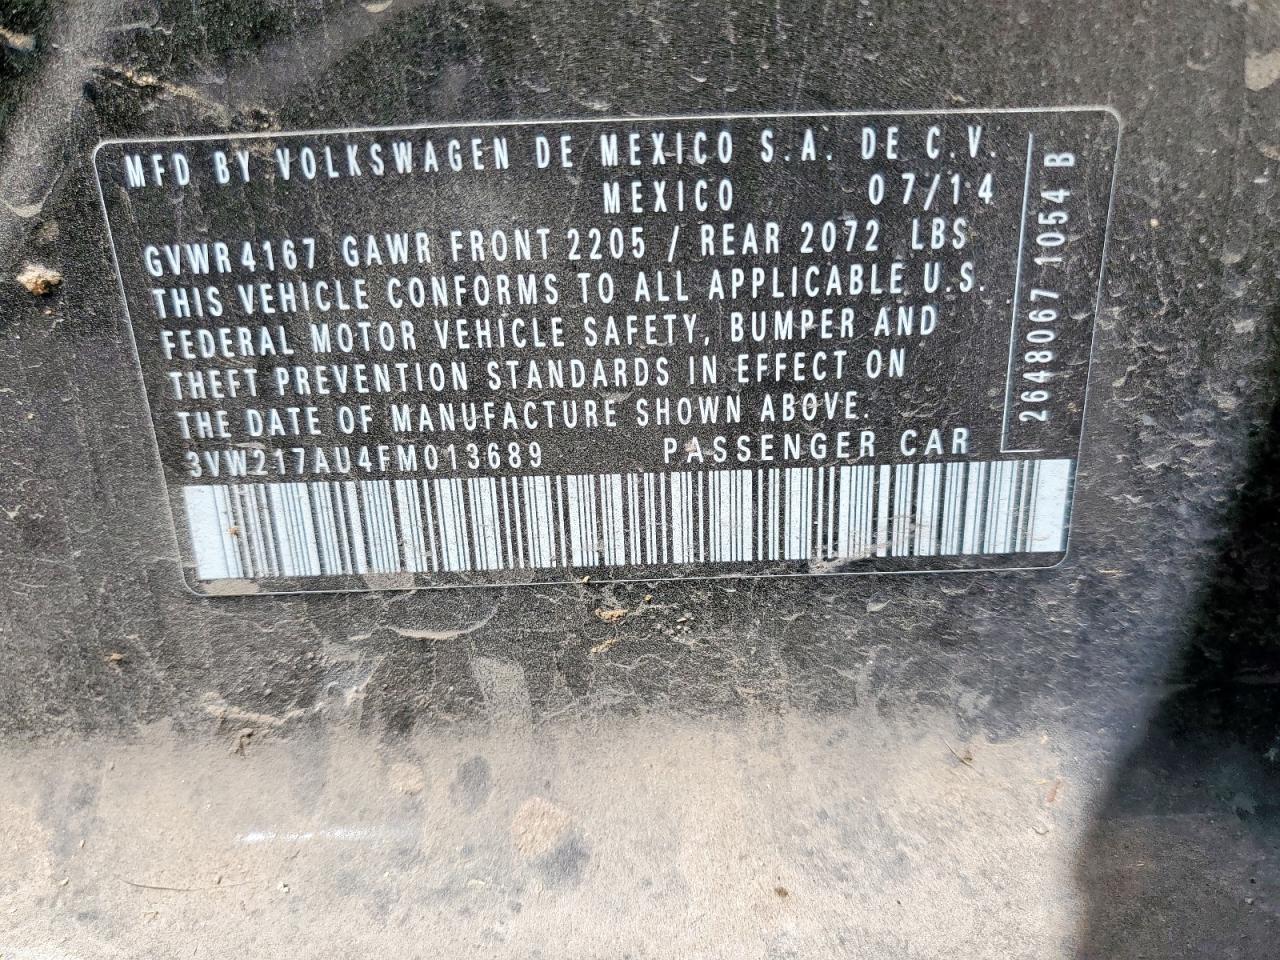 MFD BY VOLKSWAGEN DE MEXICO S.A. DE C.V.
MEXICO 07/14
GVWR 4167 GAWR FRONT 2205 / REAR 2072 LBS
THIS VEHICLE CONFORMS TO ALL APPLICABLE U.S.
FEDERAL MOTOR VEHICLE SAFETY, BUMPER AND
THEFT PREVENTION STANDARDS IN EFFECT ON
THE DATE OF MANUFACTURE SHOWN ABOVE.
3VW217AU4FM013689 PASSENGER CAR
2648067 1054 B